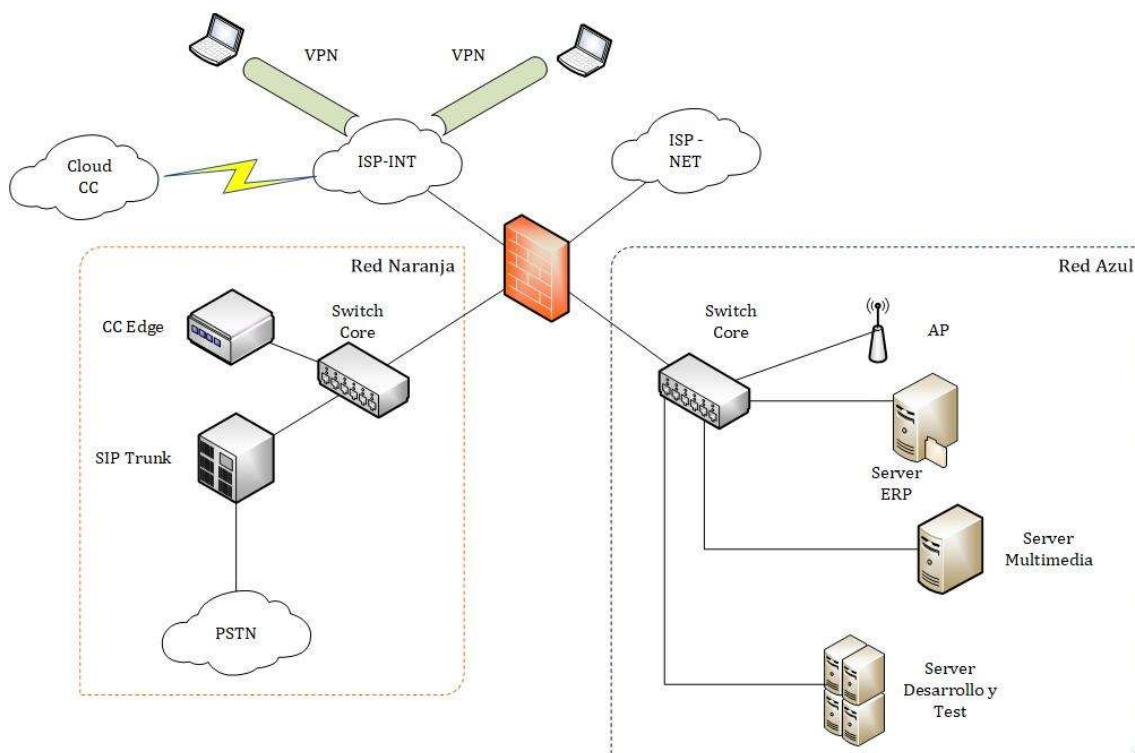 VPN
VPN
ISP-INT
ISP -
NET
Cloud
CC
Red Naranja
CC Edge
Switch
Core
SIP Trunk
PSTN
Red Azul
Switch
Core
AP
Server
ERP
Server
Multimedia
Server
Desarrollo y
Test